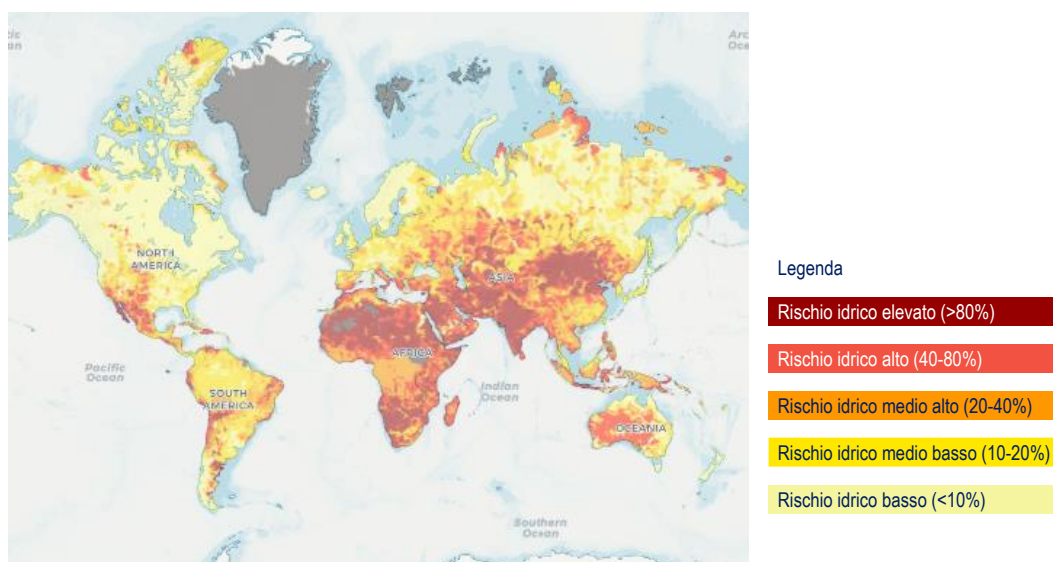 Arc
Oce
NORTH
AMERICA
ASIA
AFRICA
Pacific
Ocean
Indian
Ocean
SOUTH
AMERICA
OCEANIA
Southern
Ocean
Legenda
Rischio idrico elevato (>80%)
Rischio idrico alto (40-80%)
Rischio idrico medio alto (20-40%)
Rischio idrico medio basso (10-20%)
Rischio idrico basso (<10%)